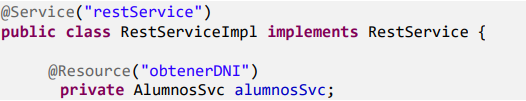 @Service("restService")
public class RestServiceImpl implements RestService {
@Resource("obtenerDNI")
private AlumnosSvc alumnosSvc;